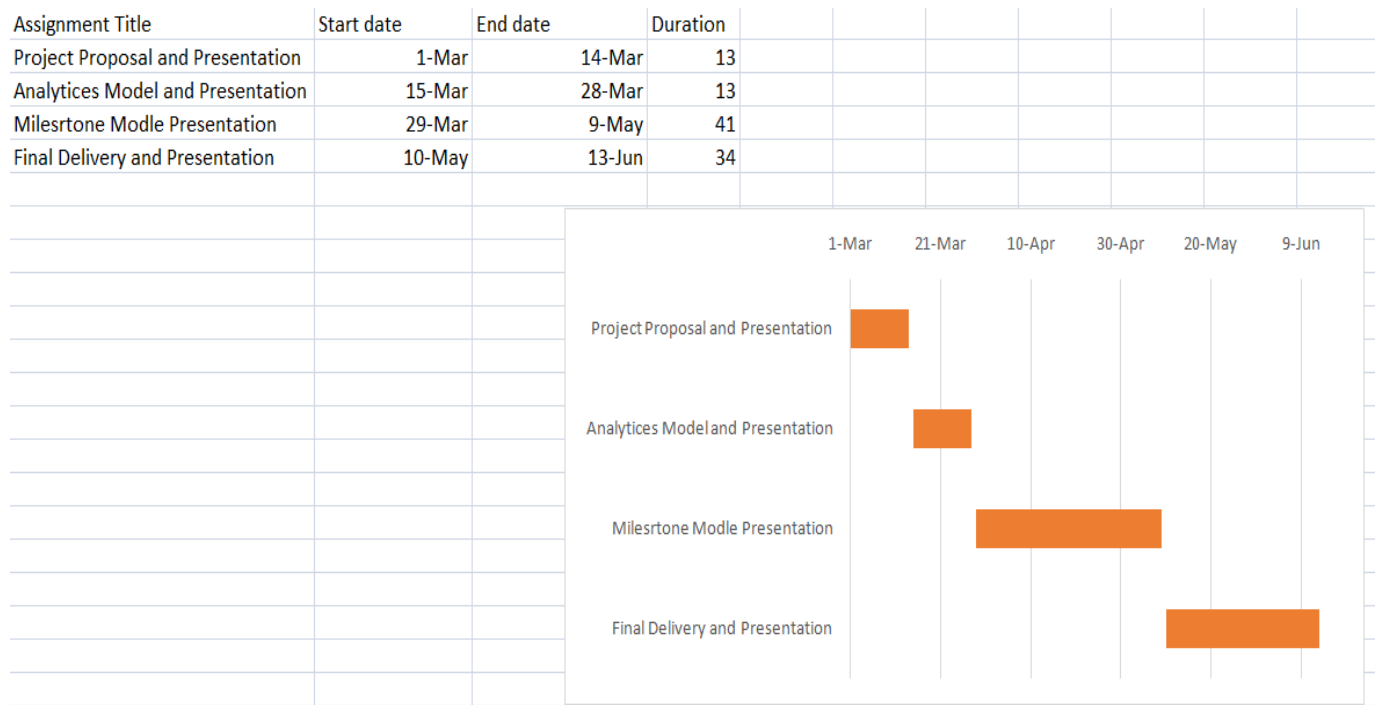 Assignment Title Start date End date Duration
Project Proposal and Presentation 1-Mar 14-Mar 13
Analytices Model and Presentation 15-Mar 28-Mar 13
Milesrtone Modle Presentation 29-Mar 9-May 41
Final Delivery and Presentation 10-May 13-Jun 34
1-Mar 21-Mar 10-Apr 30-Apr 20-May 9-Jun
Project Proposal and Presentation
Analytices Model and Presentation
Milesrtone Modle Presentation
Final Delivery and Presentation